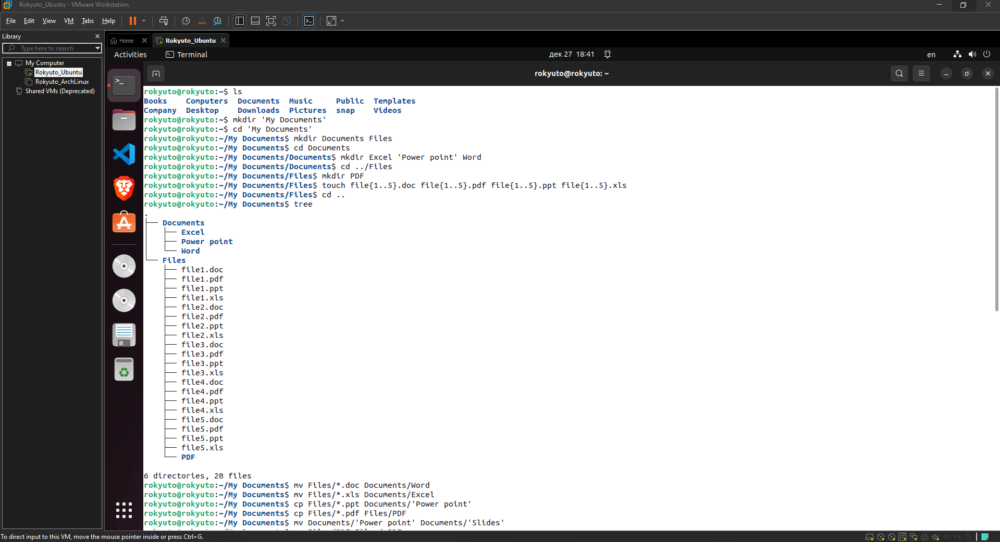 Rokyuto_Ubuntu - VMware Workstation
File Edit View VM Tabs Help
Library
Type here to search
My Computer
Rokyuto_Ubuntu
Rokyuto_ArchLinux
Shared VMs (Deprecated)
Home Rokyuto_Ubuntu
Activities Terminal дек 27 18:41 en
rokyuto@rokyuto: ~
rokyuto@rokyuto:~$ ls
Books Computers Documents Music Public Templates
Company Desktop Downloads Pictures snap Videos
rokyuto@rokyuto:~$ mkdir 'My Documents'
rokyuto@rokyuto:~$ cd 'My Documents'
rokyuto@rokyuto:~/My Documents$ mkdir Documents Files
rokyuto@rokyuto:~/My Documents$ cd Documents
rokyuto@rokyuto:~/My Documents/Documents$ mkdir Excel 'Power point' Word
rokyuto@rokyuto:~/My Documents/Documents$ cd ../Files
rokyuto@rokyuto:~/My Documents/Files$ mkdir PDF
rokyuto@rokyuto:~/My Documents/Files$ touch file{1..5}.doc file{1..5}.pdf file{1..5}.ppt file{1..5}.xls
rokyuto@rokyuto:~/My Documents/Files$ cd ..
rokyuto@rokyuto:~/My Documents$ tree
.
├── Documents
│   ├── Excel
│   ├── Power point
│   └── Word
└── Files
    ├── file1.doc
    ├── file1.pdf
    ├── file1.ppt
    ├── file1.xls
    ├── file2.doc
    ├── file2.pdf
    ├── file2.ppt
    ├── file2.xls
    ├── file3.doc
    ├── file3.pdf
    ├── file3.ppt
    ├── file3.xls
    ├── file4.doc
    ├── file4.pdf
    ├── file4.ppt
    ├── file4.xls
    ├── file5.doc
    ├── file5.pdf
    ├── file5.ppt
    ├── file5.xls
    └── PDF
6 directories, 20 files
rokyuto@rokyuto:~/My Documents$ mv Files/*.doc Documents/Word
rokyuto@rokyuto:~/My Documents$ mv Files/*.xls Documents/Excel
rokyuto@rokyuto:~/My Documents$ cp Files/*.ppt Documents/'Power point'
rokyuto@rokyuto:~/My Documents$ cp Files/*.pdf Files/PDF
rokyuto@rokyuto:~/My Documents$ mv Documents/'Power point' Documents/'Slides'
To direct input to this VM, move the mouse pointer inside or press Ctrl+G.